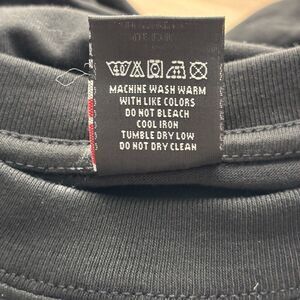 MACHINE WASH WARM
WITH LIKE COLORS
DO NOT BLEACH
COOL IRON
TUMBLE DRY LOW
DO NOT DRY CLEAN